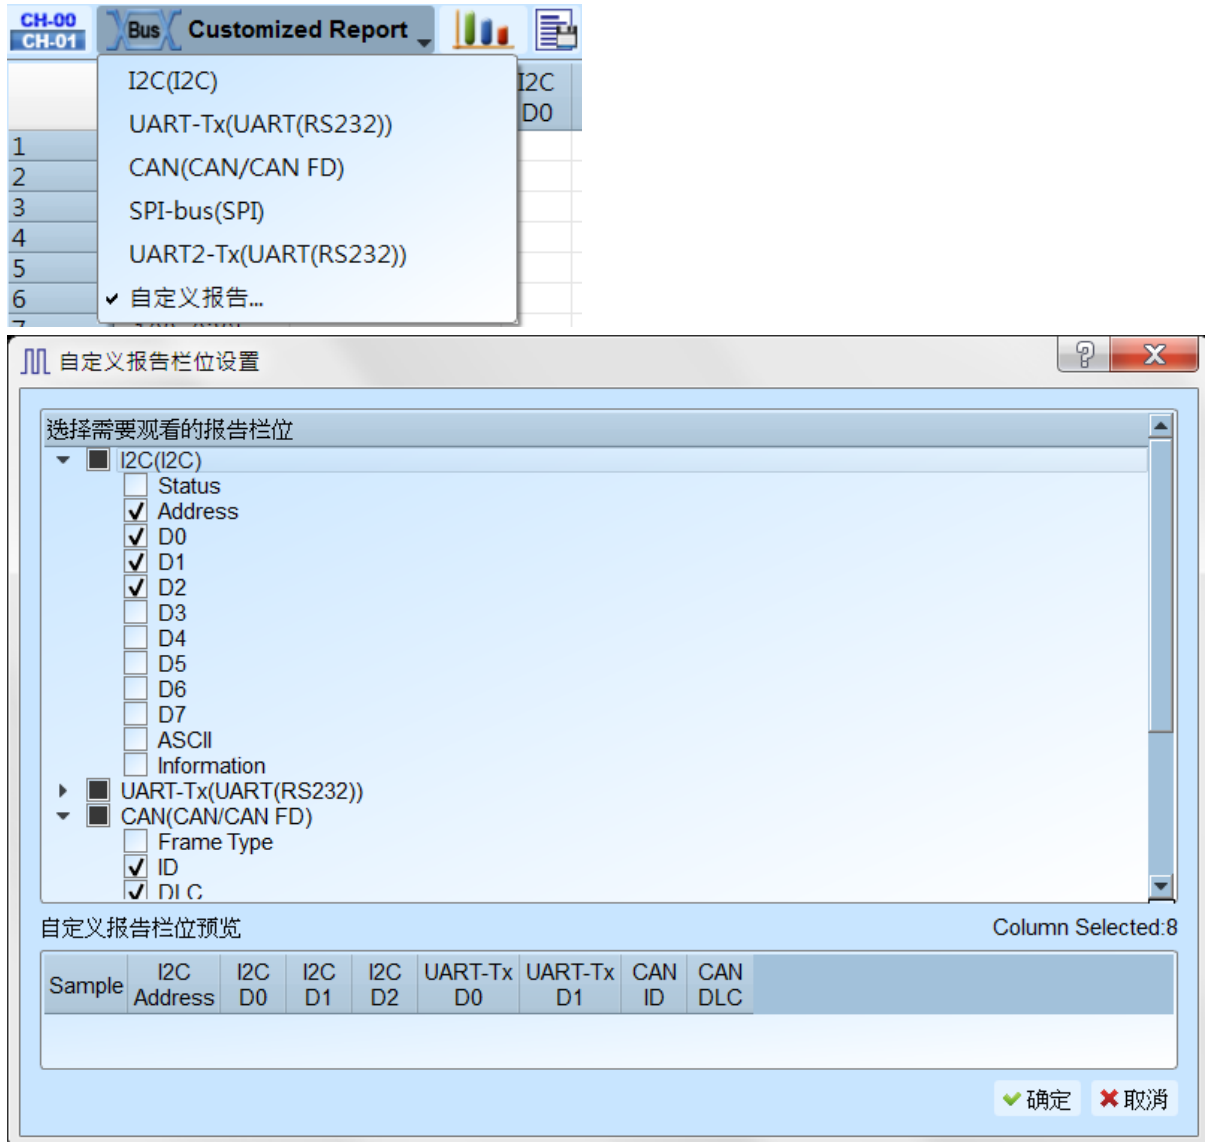 CH-00
CH-01
Bus
Customized Report
I2C(I2C)
UART-Tx(UART(RS232))
CAN(CAN/CAN FD)
SPI-bus(SPI)
UART2-Tx(UART(RS232))
自定义报告...
I2C
D0
1
2
3
4
5
6
自定义报告栏位设置
选择需要观看的报告栏位
I2C(I2C)
Status
Address
D0
D1
D2
D3
D4
D5
D6
D7
ASCII
Information
UART-Tx(UART(RS232))
CAN(CAN/CAN FD)
Frame Type
ID
DLC
自定义报告栏位预览
Column Selected:8
Sample
I2C Address
I2C D0
I2C D1
I2C D2
UART-Tx D0
UART-Tx D1
CAN ID
CAN DLC
确定
取消